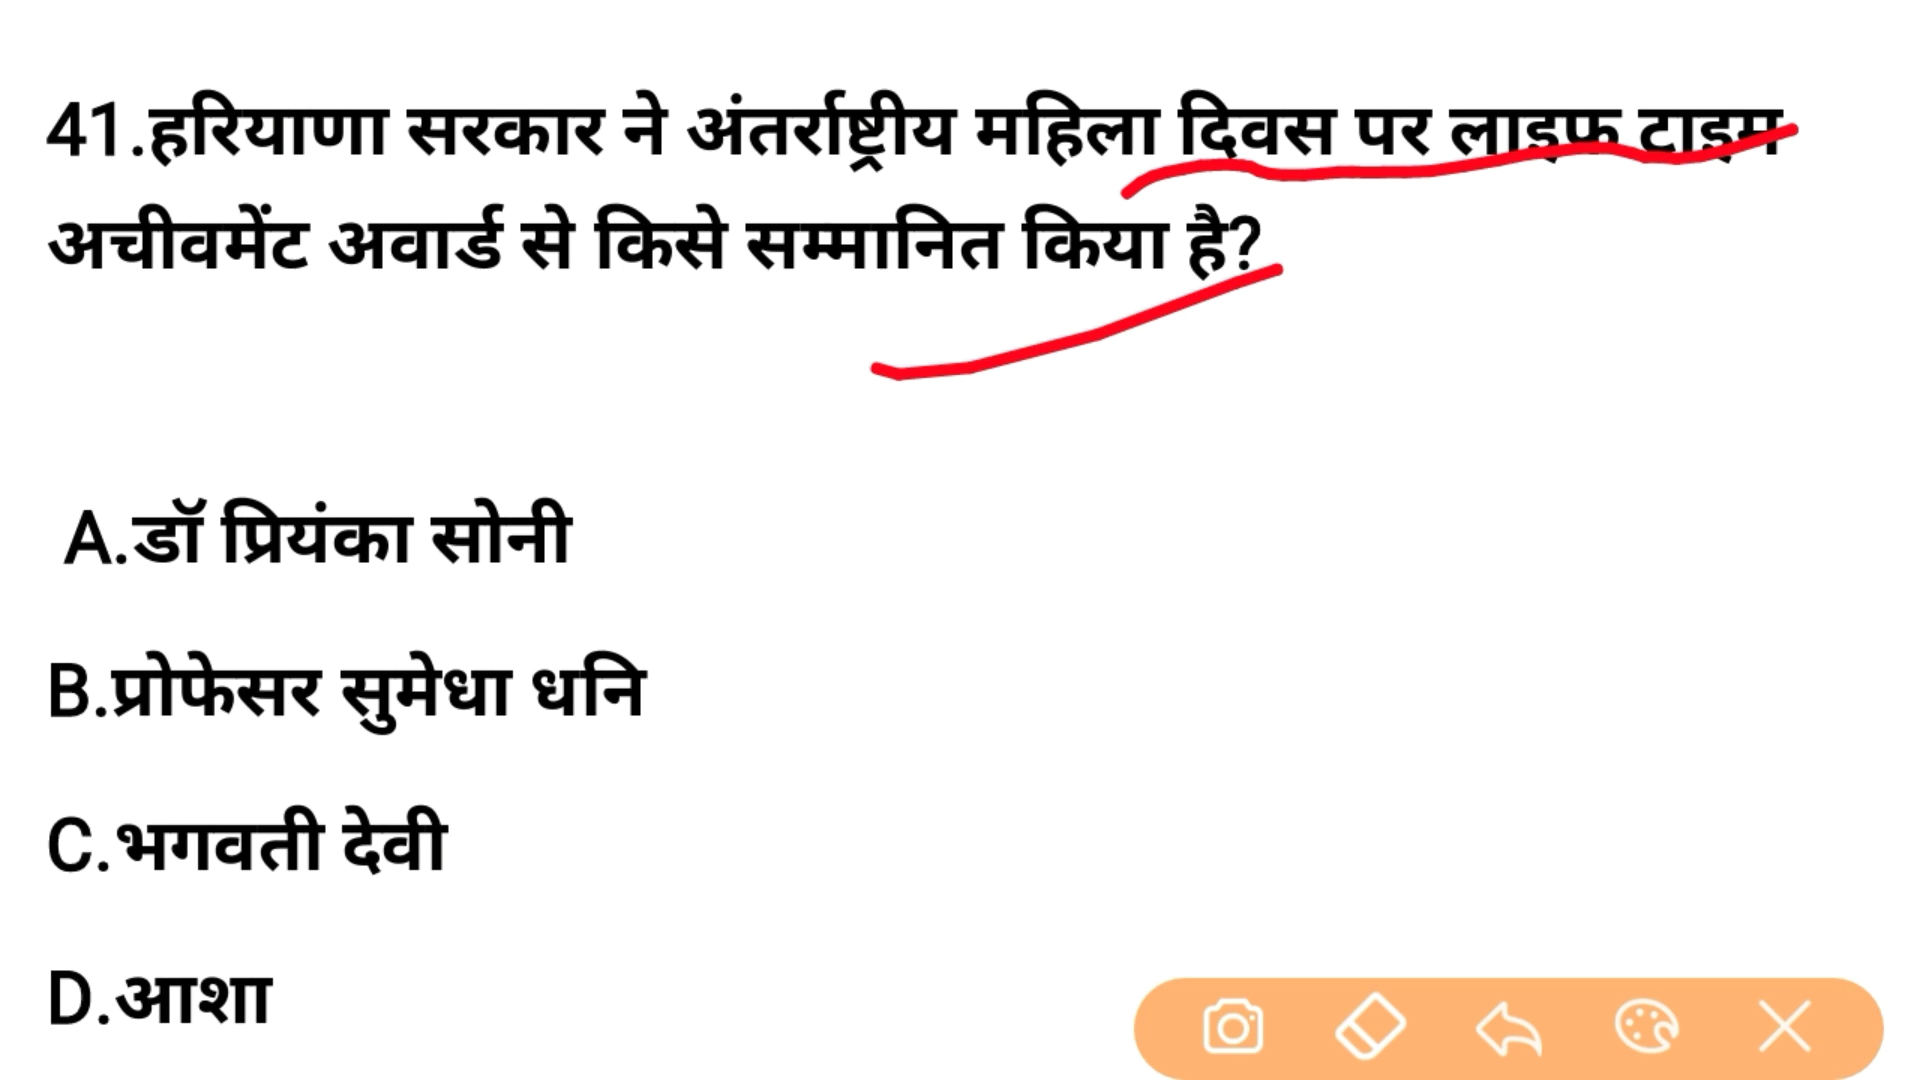 41.हरियाणा सरकार ने अंतर्राष्ट्रीय महिला दिवस पर लाइफ टाइम
अचीवमेंट अवार्ड से किसे सम्मानित किया है?
A.डॉ प्रियंका सोनी
B.प्रोफेसर सुमेधा धनि
C.भगवती देवी
D.आशा